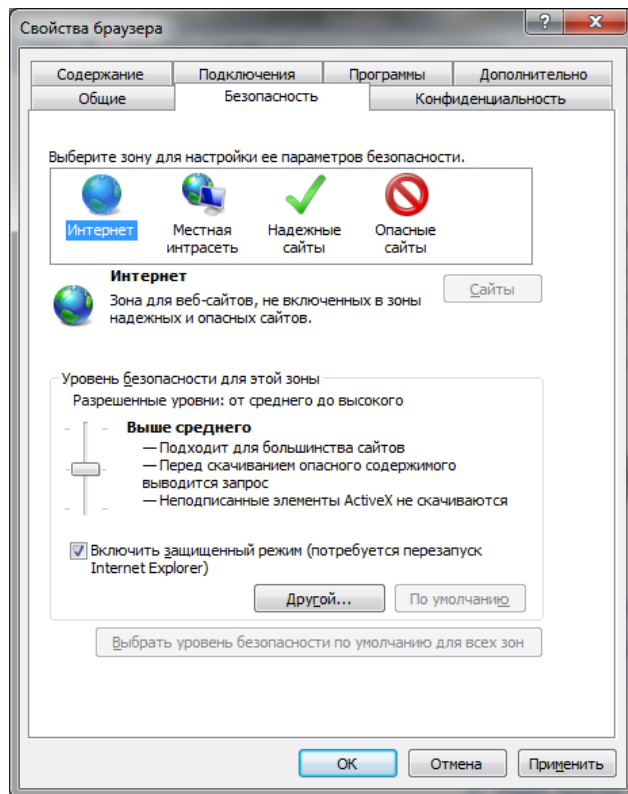 Свойства браузера
Содержание Подключения Программы Дополнительно
Общие Безопасность Конфиденциальность
Выберите зону для настройки ее параметров безопасности.
Интернет Местная интрасеть Надежные сайты Опасные сайты
Интернет
Зона для веб-сайтов, не включенных в зоны
надежных и опасных сайтов.
Сайты
Уровень безопасности для этой зоны
Разрешенные уровни: от среднего до высокого
Выше среднего
— Подходит для большинства сайтов
— Перед скачиванием опасного содержимого
выводится запрос
— Неподписанные элементы ActiveX не скачиваются
Включить защищенный режим (потребуется перезапуск
Internet Explorer)
Другой... По умолчанию
Выбрать уровень безопасности по умолчанию для всех зон
ОК Отмена Применить